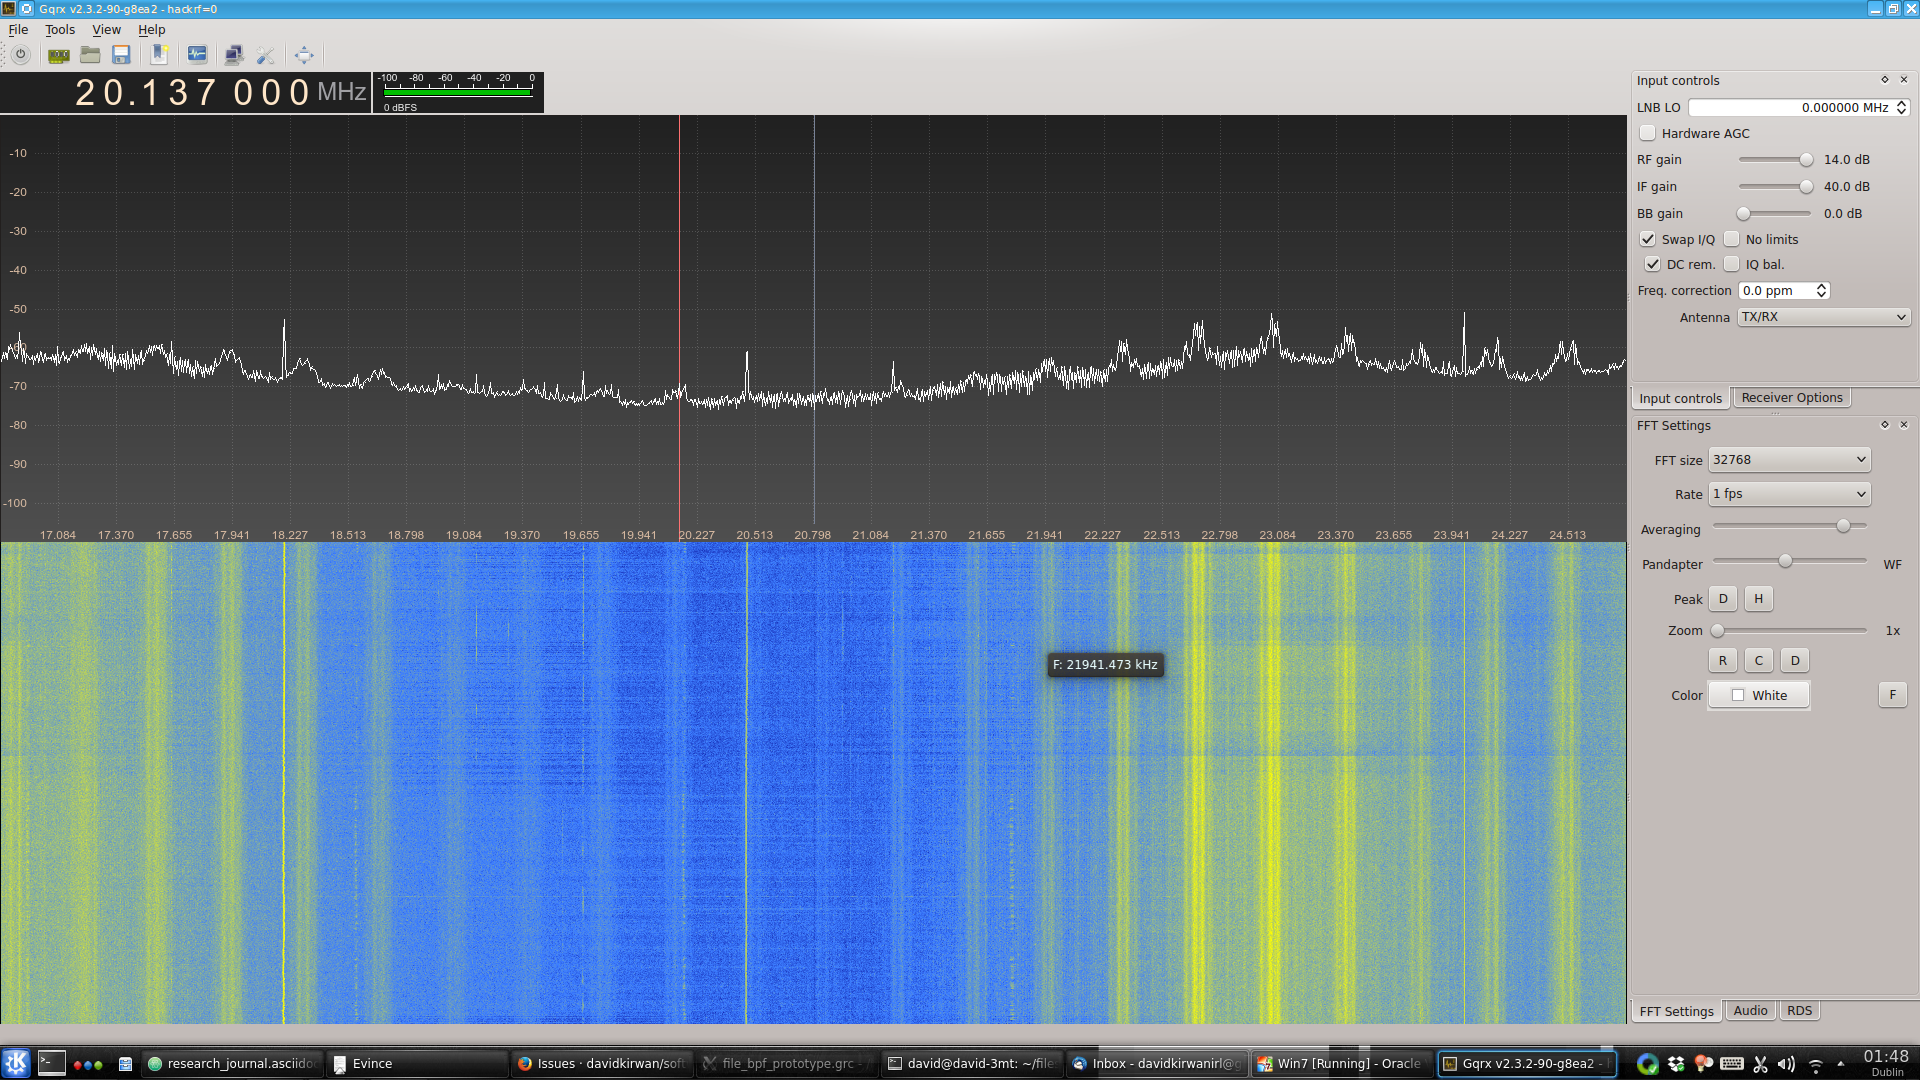 Gqrx v2.3.2-90-g8ea2 - hackrf=0
File Tools View Help
20.137 000 MHz
-100 -80 -60 -40 -20 0
0 dBFS
-10
-20
-30
-40
-50
-60
-70
-80
-90
-100
17.084 17.370 17.655 17.941 18.227 18.513 18.798 19.084 19.370 19.655 19.941 20.227 20.513 20.798 21.084 21.370 21.655 21.941 22.227 22.513 22.798 23.084 23.370 23.655 23.941 24.227 24.513
F: 21941.473 kHz
Input controls
LNB LO 0.000000 MHz
Hardware AGC
RF gain 14.0 dB
IF gain 40.0 dB
BB gain 0.0 dB
Swap I/Q No limits
DC rem. IQ bal.
Freq. correction 0.0 ppm
Antenna TX/RX
Input controls Receiver Options
FFT Settings
FFT size 32768
Rate 1 fps
Averaging
Pandapter WF
Peak D H
Zoom 1x
R C D
Color White F
FFT Settings Audio RDS
research_journal.asciido Evince Issues · davidkirwan/soft file_bpf_prototype.grc - david@david-3mt: ~/file Inbox - davidkirwanirl@g Win7 [Running] - Oracle Gqrx v2.3.2-90-g8ea2 - 01:48
Dublin